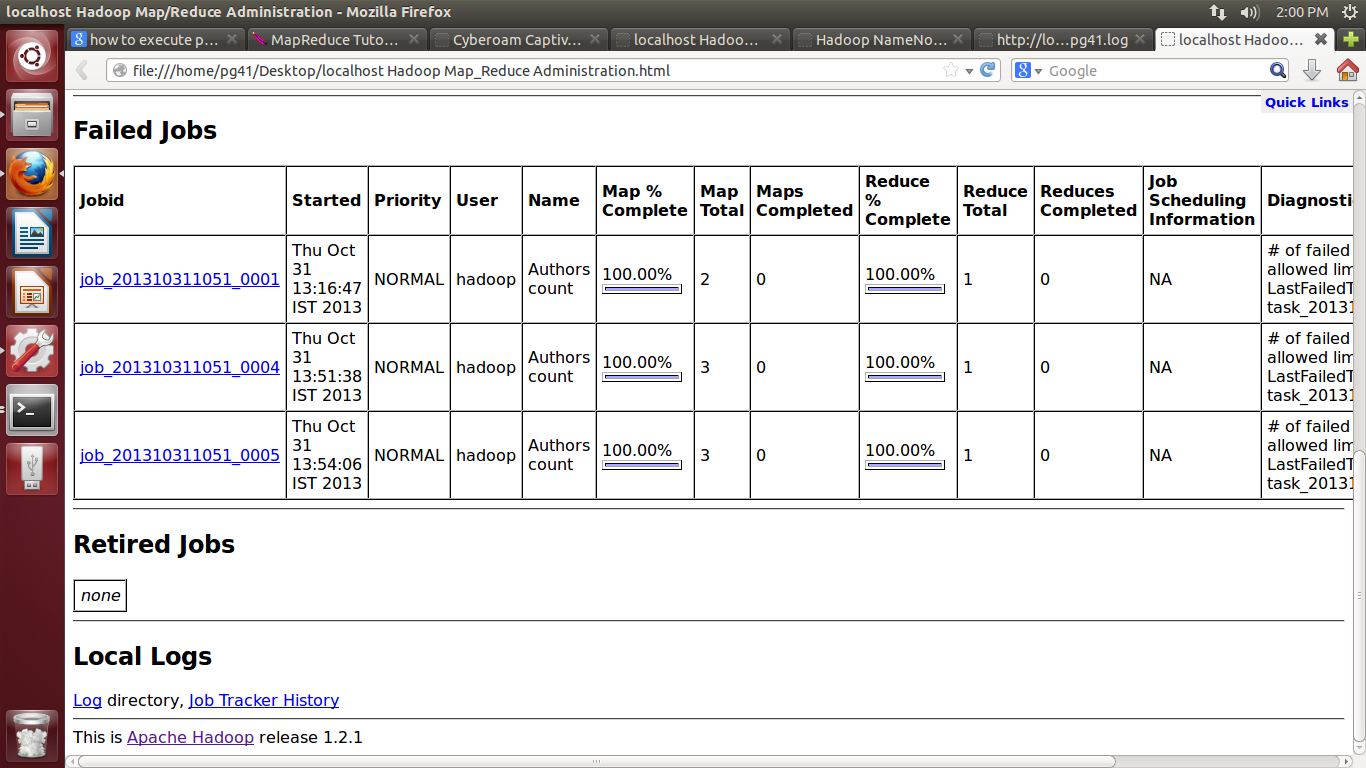 localhost Hadoop Map/Reduce Administration - Mozilla Firefox
2:00 PM
how to execute p...
MapReduce Tuto...
Cyberoam Captiv...
localhost Hadoo...
Hadoop NameNo...
http://lo...pg41.log
localhost Hadoo...
file:///home/pg41/Desktop/localhost Hadoop Map_Reduce Administration.html
Google
Quick Links
Failed Jobs
Jobid Started Priority User Name Map % Complete Map Total Maps Completed Reduce % Complete Reduce Total Reduces Completed Job Scheduling Information Diagnosti
job_201310311051_0001 Thu Oct 31 13:16:47 IST 2013 NORMAL hadoop Authors count 100.00% 2 0 100.00% 1 0 NA # of failed allowed lim LastFailedT task_20131
job_201310311051_0004 Thu Oct 31 13:51:38 IST 2013 NORMAL hadoop Authors count 100.00% 3 0 100.00% 1 0 NA # of failed allowed lim LastFailedT task_20131
job_201310311051_0005 Thu Oct 31 13:54:06 IST 2013 NORMAL hadoop Authors count 100.00% 3 0 100.00% 1 0 NA # of failed allowed lim LastFailedT task_20131
Retired Jobs
none
Local Logs
Log directory, Job Tracker History
This is Apache Hadoop release 1.2.1